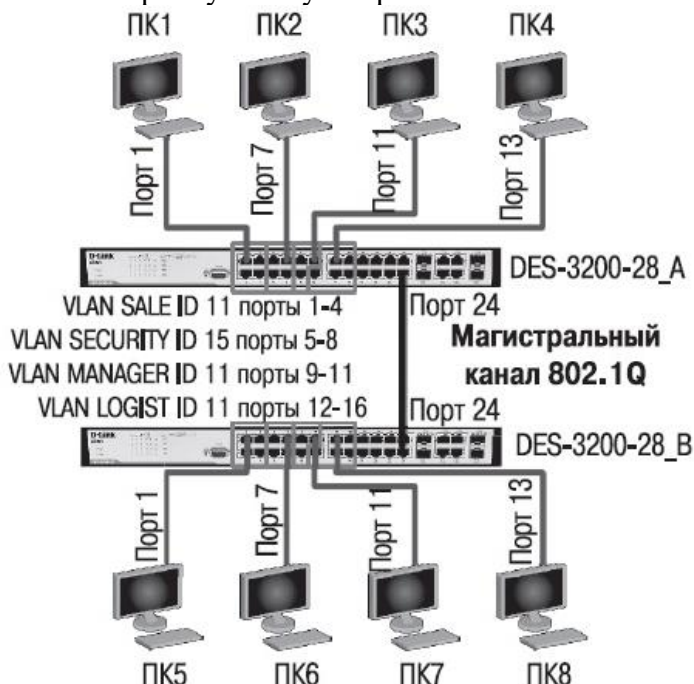 ПК1 ПК2 ПК3 ПК4
Порт 1 Порт 7 Порт 11 Порт 13
D-Link
DES-3200-28_A
VLAN SALE ID 11 порты 1-4
Порт 24
VLAN SECURITY ID 15 порты 5-8
Магистральный
VLAN MANAGER ID 11 порты 9-11
канал 802.1Q
VLAN LOGIST ID 11 порты 12-16
Порт 24
D-Link
DES-3200-28_B
Порт 1 Порт 7 Порт 11 Порт 13
ПК5 ПК6 ПК7 ПК8